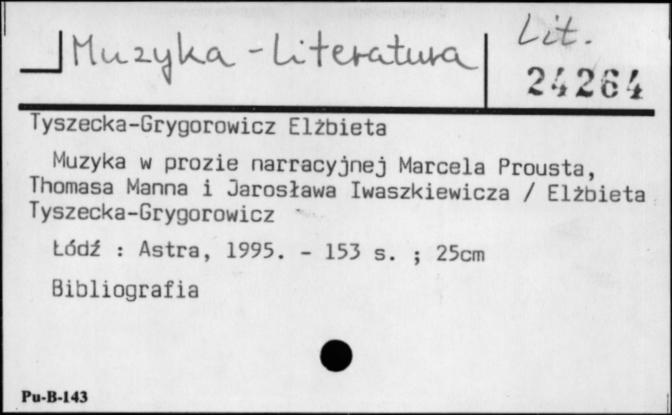 Muzyka - Literatura
Lit.
24264
Tyszecka-Grygorowicz Elżbieta
Muzyka w prozie narracyjnej Marcela Prousta,
Thomasa Manna i Jarosława Iwaszkiewicza / Elżbieta
Tyszecka-Grygorowicz
Łódź : Astra, 1995. - 153 s. ; 25cm
Bibliografia
Pu-B-143